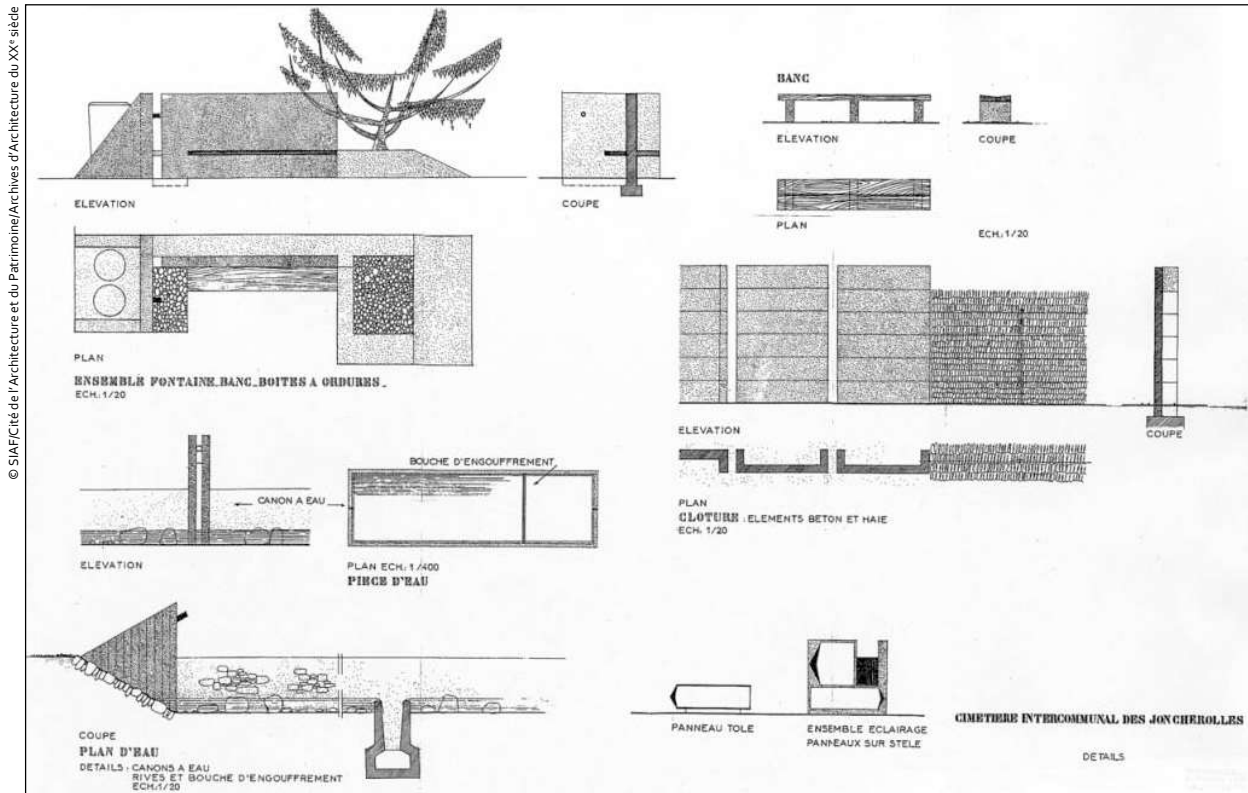 © SIAF/Cité de l'Architecture et du Patrimoine/Archives d'Architecture du XXe siècle
ELEVATION
COUPE
PLAN
ENSEMBLE FONTAINE_BANC_BOITES A ORDURES_
ECH: 1/20
BANC
ELEVATION
COUPE
PLAN
ECH: 1/20
ELEVATION
COUPE
PLAN
CLOTURE : ELEMENTS BETON ET HAIE
ECH: 1/20
BOUCHE D'ENGOUFFREMENT
CANON A EAU
ELEVATION
PLAN ECH: 1/400
PIECE D'EAU
COUPE
PLAN D'EAU
DETAILS : CANONS A EAU
RIVES ET BOUCHE D'ENGOUFFREMENT
ECH: 1/20
PANNEAU TOLE
ENSEMBLE ECLAIRAGE
PANNEAUX SUR STELE
CIMETIERE INTERCOMMUNAL DES JONCHEROLLES
DETAILS